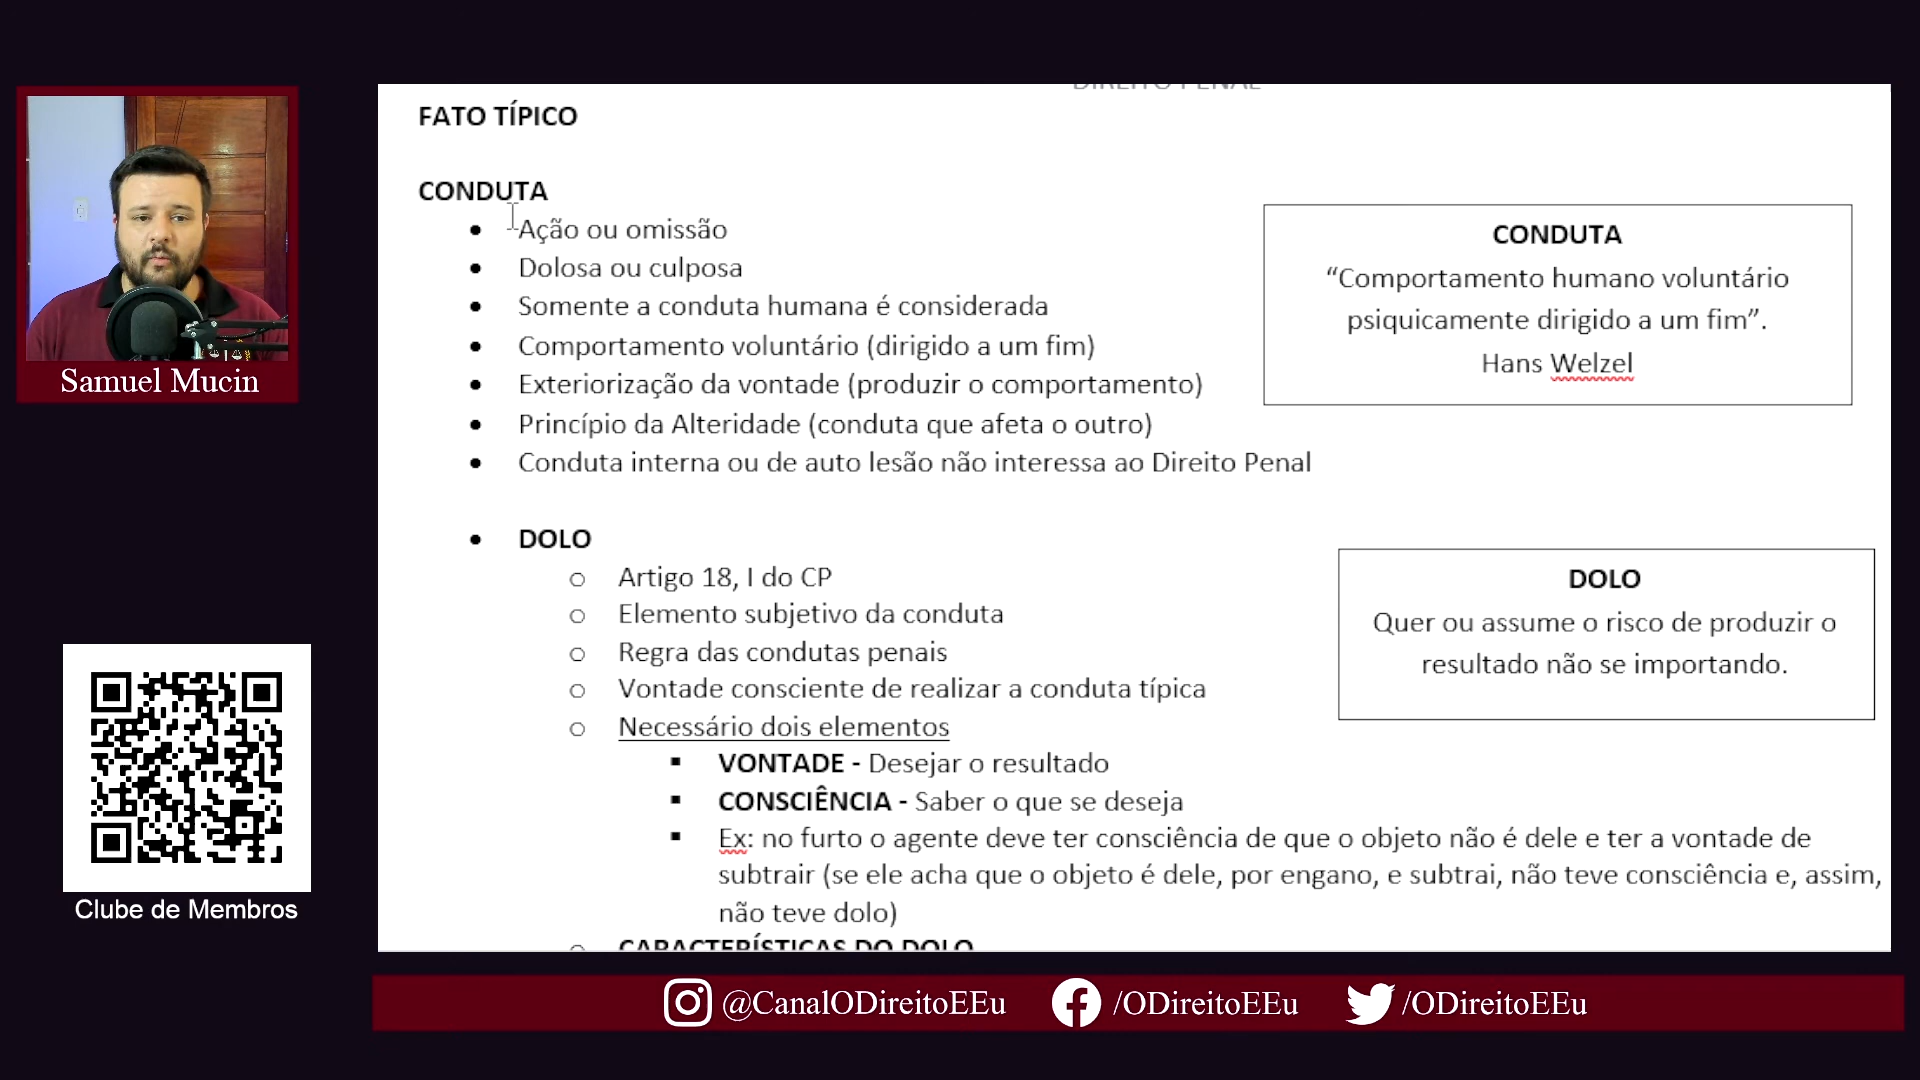 DIREITO PENAL
FATO TÍPICO
CONDUTA
• Ação ou omissão
• Dolosa ou culposa
• Somente a conduta humana é considerada
• Comportamento voluntário (dirigido a um fim)
• Exteriorização da vontade (produzir o comportamento)
• Princípio da Alteridade (conduta que afeta o outro)
• Conduta interna ou de auto lesão não interessa ao Direito Penal
CONDUTA
“Comportamento humano voluntário
psiquicamente dirigido a um fim”.
Hans Welzel
• DOLO
o Artigo 18, I do CP
o Elemento subjetivo da conduta
o Regra das condutas penais
o Vontade consciente de realizar a conduta típica
o Necessário dois elementos
▪ VONTADE - Desejar o resultado
▪ CONSCIÊNCIA - Saber o que se deseja
▪ Ex: no furto o agente deve ter consciência de que o objeto não é dele e ter a vontade de
subtrair (se ele acha que o objeto é dele, por engano, e subtrai, não teve consciência e, assim,
não teve dolo)
o CARACTERÍSTICAS DO DOLO
DOLO
Quer ou assume o risco de produzir o
resultado não se importando.
Samuel Mucin
Clube de Membros
@CanalODireitoEEu
/ODireitoEEu
/ODireitoEEu